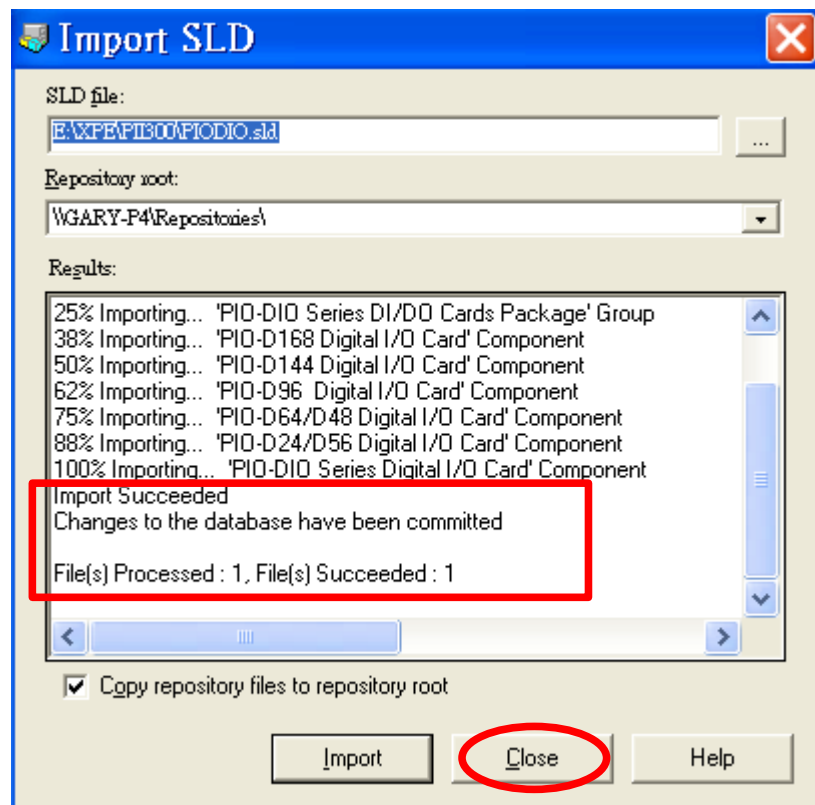 Import SLD
SLD file:
E:\XPE\PII300\PIODIO.sld
...
Repository root:
\\GARY-P4\Repositories\
Results:
25% Importing... 'PIO-DIO Series DI/DO Cards Package' Group
38% Importing... 'PIO-D168 Digital I/O Card' Component
50% Importing... 'PIO-D144 Digital I/O Card' Component
62% Importing... 'PIO-D96  Digital I/O Card' Component
75% Importing... 'PIO-D64/D48 Digital I/O Card' Component
88% Importing... 'PIO-D24/D56 Digital I/O Card' Component
100% Importing... 'PIO-DIO Series Digital I/O Card' Component
Import Succeeded
Changes to the database have been committed
File(s) Processed : 1, File(s) Succeeded : 1
Copy repository files to repository root
Import Close Help